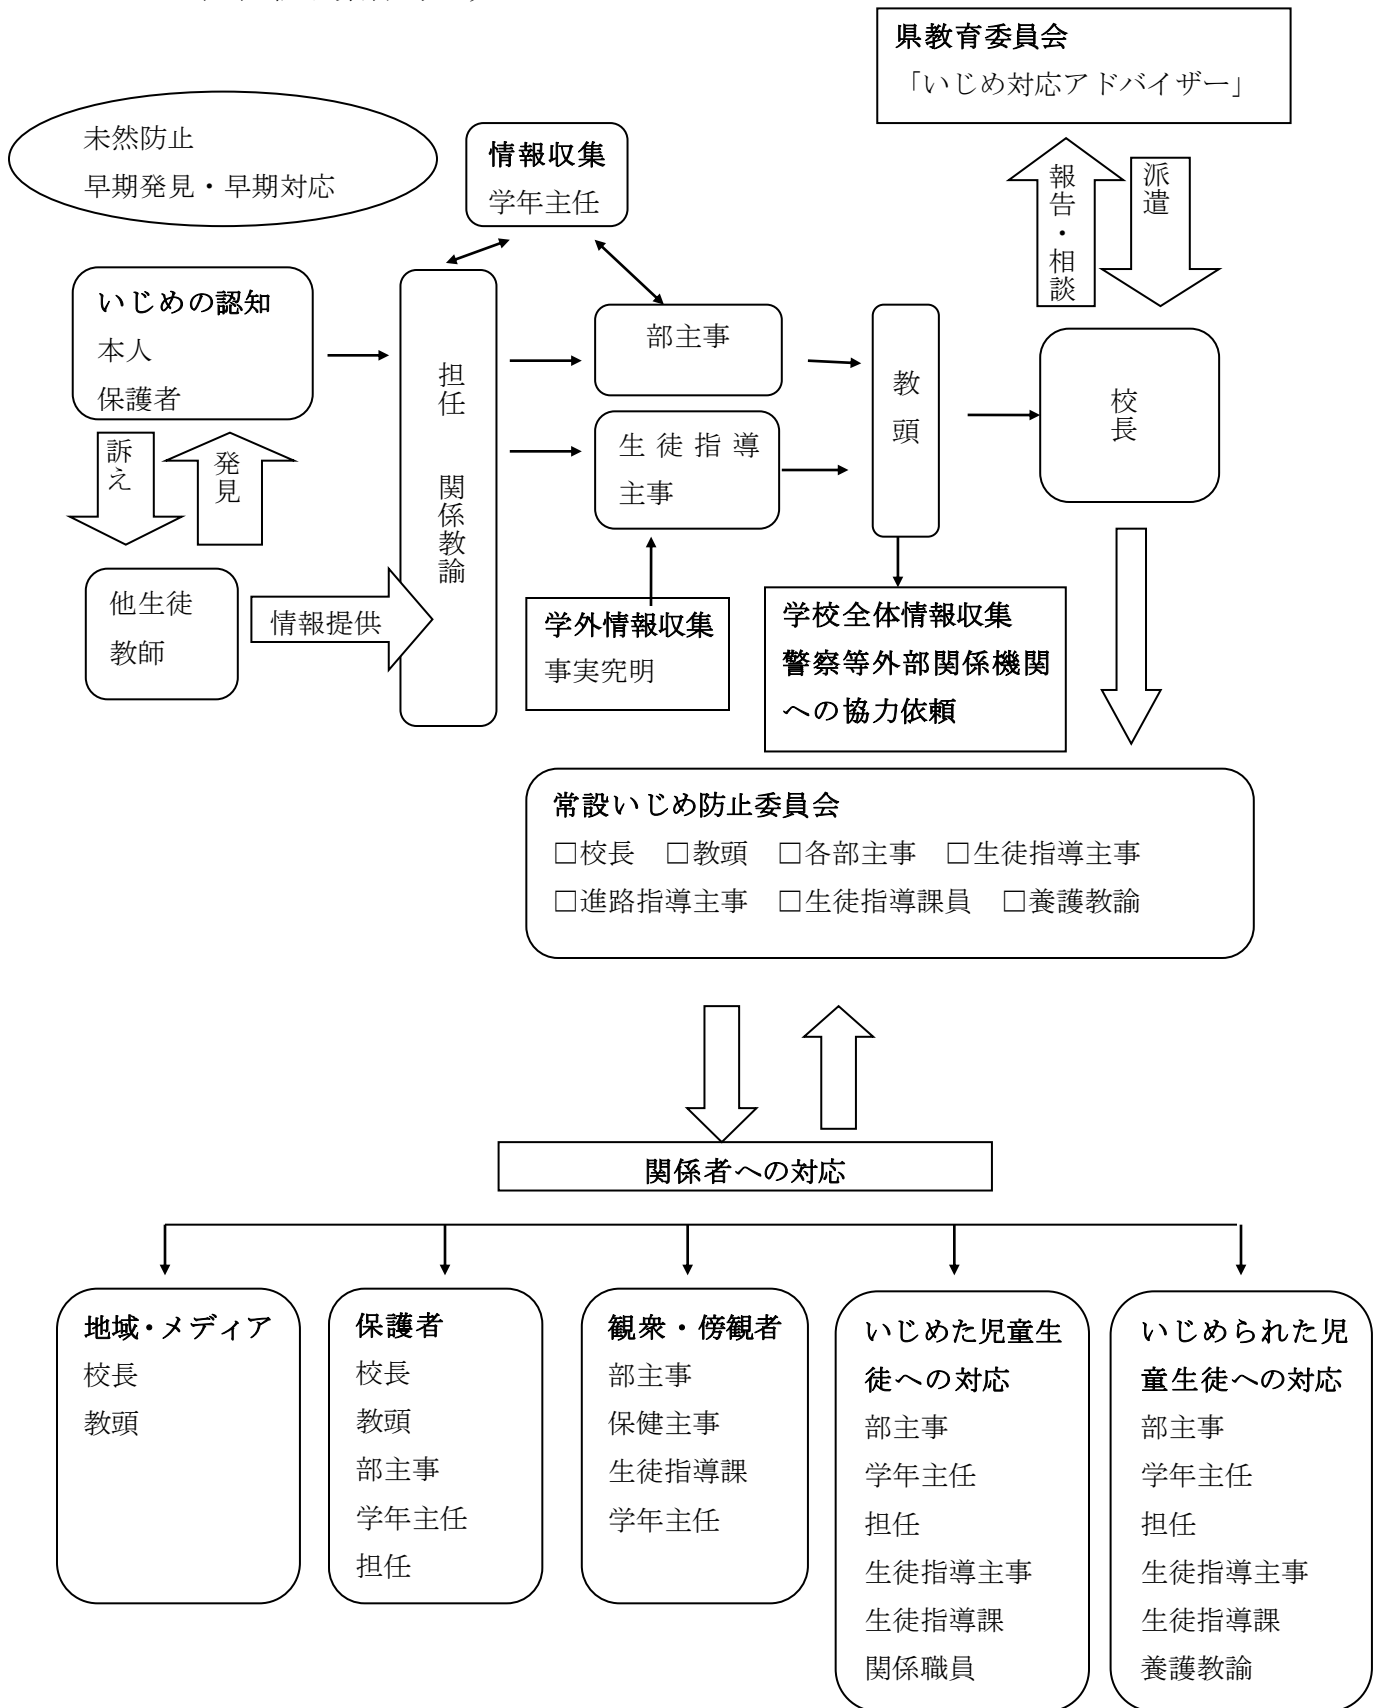 県教育委員会
「いじめ対応アドバイザー」
未然防止
早期発見・早期対応
情報収集
学年主任
報告・相談
派遣
いじめの認知
本人
保護者
担任 関係教諭
部主事
生徒指導
主事
教頭
校長
訴え
発見
他生徒
教師
情報提供
学外情報収集
事実究明
学校全体情報収集
警察等外部関係機関
への協力依頼
常設いじめ防止委員会
□校長 □教頭 □各部主事 □生徒指導主事
□進路指導主事 □生徒指導課員 □養護教諭
関係者への対応
地域・メディア
校長
教頭
保護者
校長
教頭
部主事
学年主任
担任
観衆・傍観者
部主事
保健主事
生徒指導課
学年主任
いじめた児童生
徒への対応
部主事
学年主任
担任
生徒指導主事
生徒指導課
関係職員
いじめられた児
童生徒への対応
部主事
学年主任
担任
生徒指導主事
生徒指導課
養護教諭